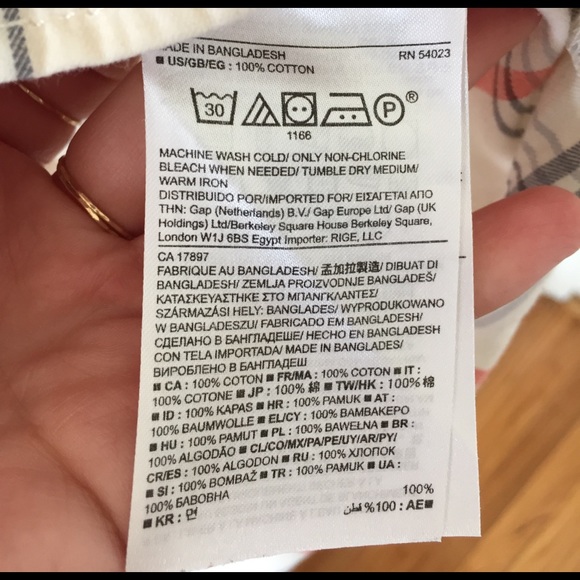 MADE IN BANGLADESH RN 54023
■ US/GB/EG : 100% COTTON
30 P ®
1166
MACHINE WASH COLD/ ONLY NON-CHLORINE
BLEACH WHEN NEEDED/ TUMBLE DRY MEDIUM/
WARM IRON
DISTRIBUIDO POR/IMPORTED FOR/ ΕΙΣΑΓΕΤΑΙ ΑΠΟ
ΤΗΝ: Gap (Netherlands) B.V./ Gap Europe Ltd/ Gap (UK
Holdings) Ltd/Berkeley Square House Berkeley Square,
London W1J 6BS Egypt Importer: RIGE, LLC
CA 17897
FABRIQUE AU BANGLADESH/ 孟加拉製造/ DIBUAT DI
BANGLADESH/ ZEMLJA PROIZVODNJE BANGLADEŠ/
ΚΑΤΑΣΚΕΥΑΣΤΗΚΕ ΣΤΟ ΜΠΑΝΓΚΛΑΝΤΕΣ/
SZÁRMAZÁSI HELY: BANGLADES/ WYPRODUKOWANO
W BANGLADESZU/ FABRICADO EM BANGLADESH/
СДЕЛАНО В БАНГЛАДЕШЕ/ HECHO EN BANGLADESH
CON TELA IMPORTADA/ MADE IN BANGLADESH/
ВИРОБЛЕНО В БАНГЛАДЕШ
■ CA : 100% COTON ■ FR/MA : 100% COTON ■ IT :
100% COTONE ■ JP : 100% 綿 ■ TW/HK : 100% 棉
■ ID : 100% KAPAS ■ HR : 100% PAMUK ■ AT :
100% BAUMWOLLE ■ EL/CY : 100% ΒΑΜΒΑΚΕΡΟ
■ HU : 100% PAMUT ■ PL : 100% BAWEŁNA ■ BR :
100% ALGODÃO ■ CL/CO/MX/PA/PE/UY/AR/PY/
CR/ES : 100% ALGODON ■ RU : 100% ХЛОПОК
■ SI : 100% BOMBAŽ ■ TR : 100% PAMUK ■ UA :
100% БАВОВНА 100%
■ KR : 면 قطن %100 : AE ■